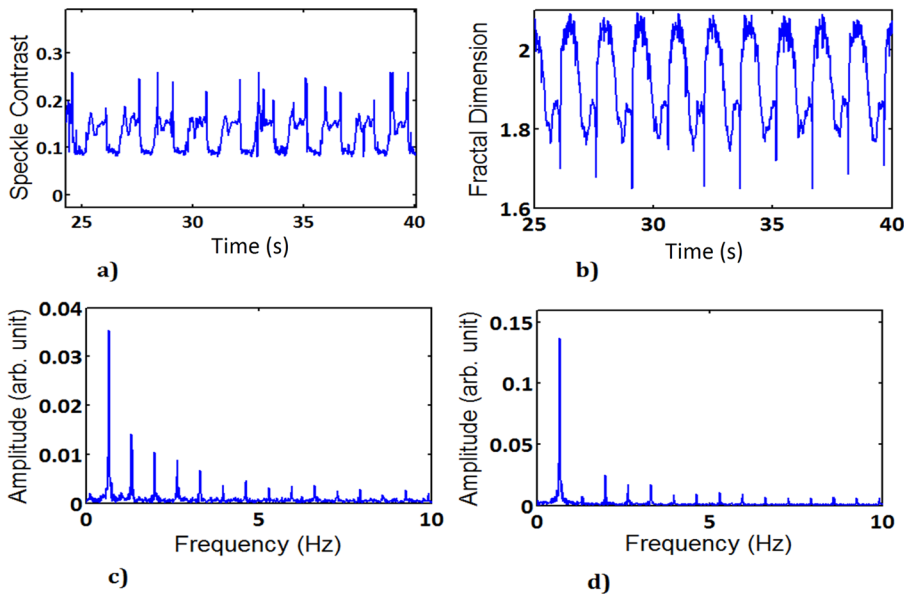 Speckle Contrast
0.3
0.2
0.1
0
25 30 35 40
Time (s)
a)
Fractal Dimension
2
1.8
1.6
25 30 35 40
Time (s)
b)
Amplitude (arb. unit)
0.04
0.03
0.02
0.01
0
0 5 10
Frequency (Hz)
c)
Amplitude (arb. unit)
0.15
0.1
0.05
0
0 5 10
Frequency (Hz)
d)